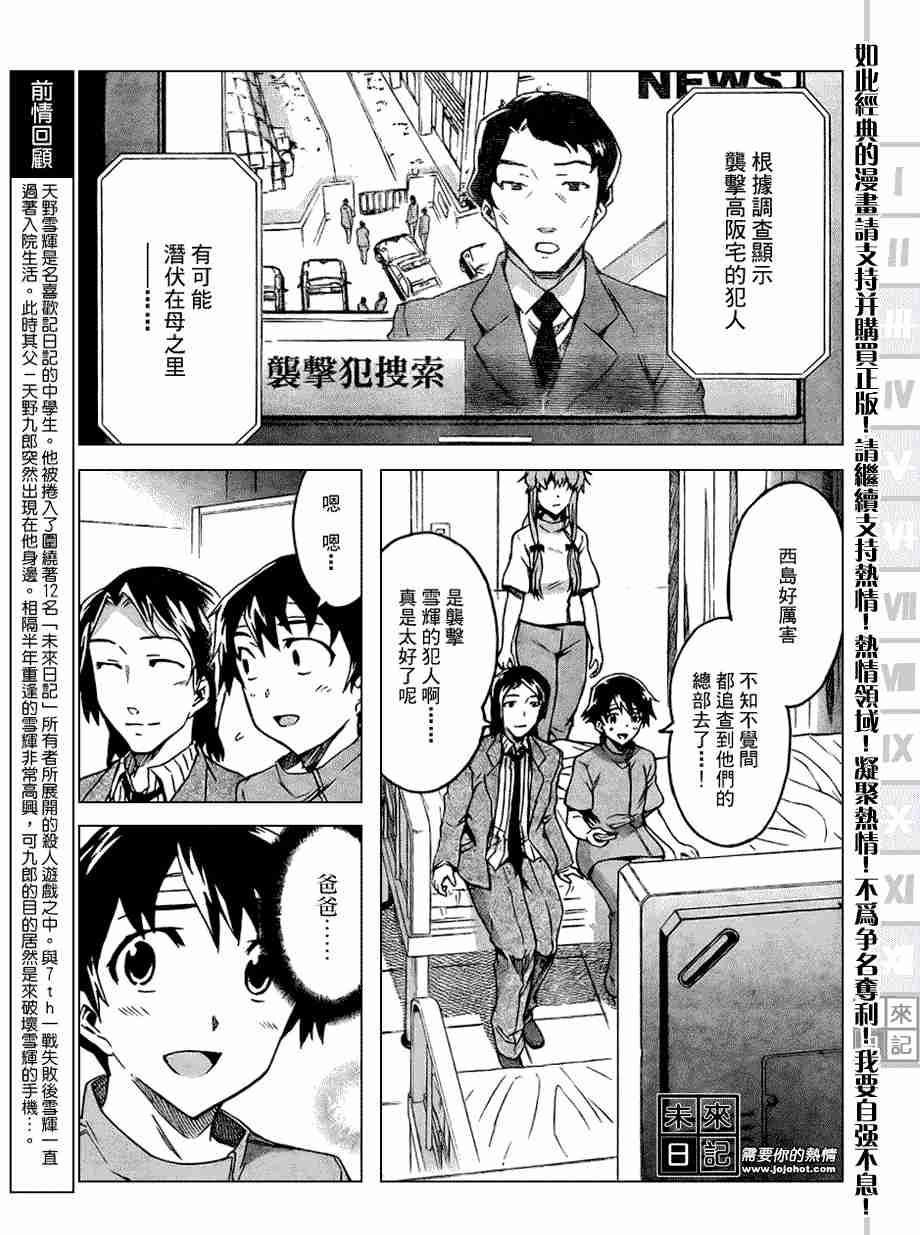 如此經典的漫畫請支持并購買正版！請繼續支持熱情！熱情領域！凝聚熱情！不爲争名奪利！我要自强不息！
I
II
III
IV
V
VI
VII
VIII
IX
X
XI
來
記
NEWS
根據調查顯示
襲擊高阪宅的犯人
有可能
潛伏在母之里
――……
襲擊犯搜索
西島好厲害
不知不覺間
都追查到他們的
總部去了…！
是襲擊
雪輝的犯人啊……
真是太好了呢
嗯 嗯…
爸爸……
未來
日記
需要你的熱情
www.jojohot.com
前情回顧
天野雪輝是名喜歡記日記的中學生。他被捲入了圍繞著12名「未來日記」所有者所展開的殺人遊戲之中。與7th一戰失敗後雪輝一直
過著入院生活。此時其父－天野九郎突然出現在他身邊。相隔半年重逢的雪輝非常高興，可九郎的目的居然是來破壞雪輝的手機…。